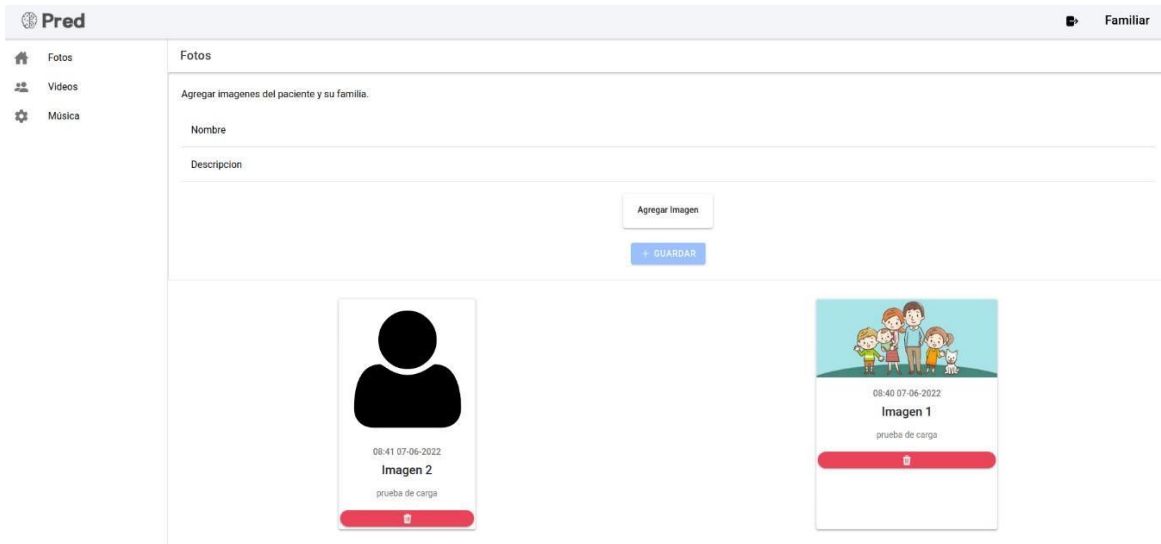 Pred
Familiar
Fotos
Videos
Música
Fotos
Agregar imagenes del paciente y su familia.
Nombre
Descripcion
Agregar Imagen
+ GUARDAR
08:41 07-06-2022
Imagen 2
prueba de carga
08:40 07-06-2022
Imagen 1
prueba de carga